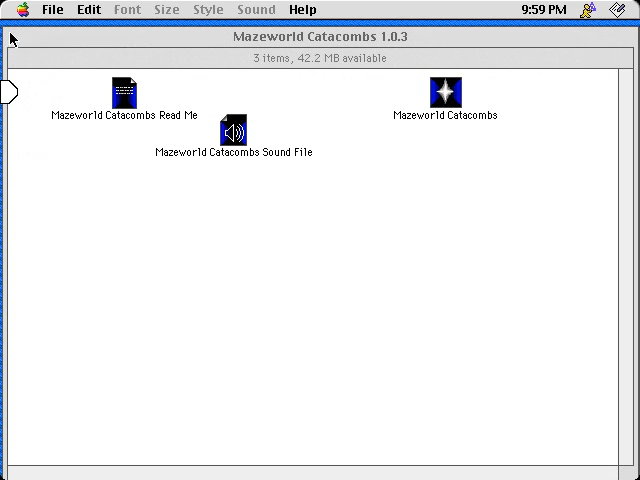 File Edit Font Size Style Sound Help 9:59 PM
Mazeworld Catacombs 1.0.3
3 items, 42.2 MB available
Mazeworld Catacombs Read Me
Mazeworld Catacombs
Mazeworld Catacombs Sound File